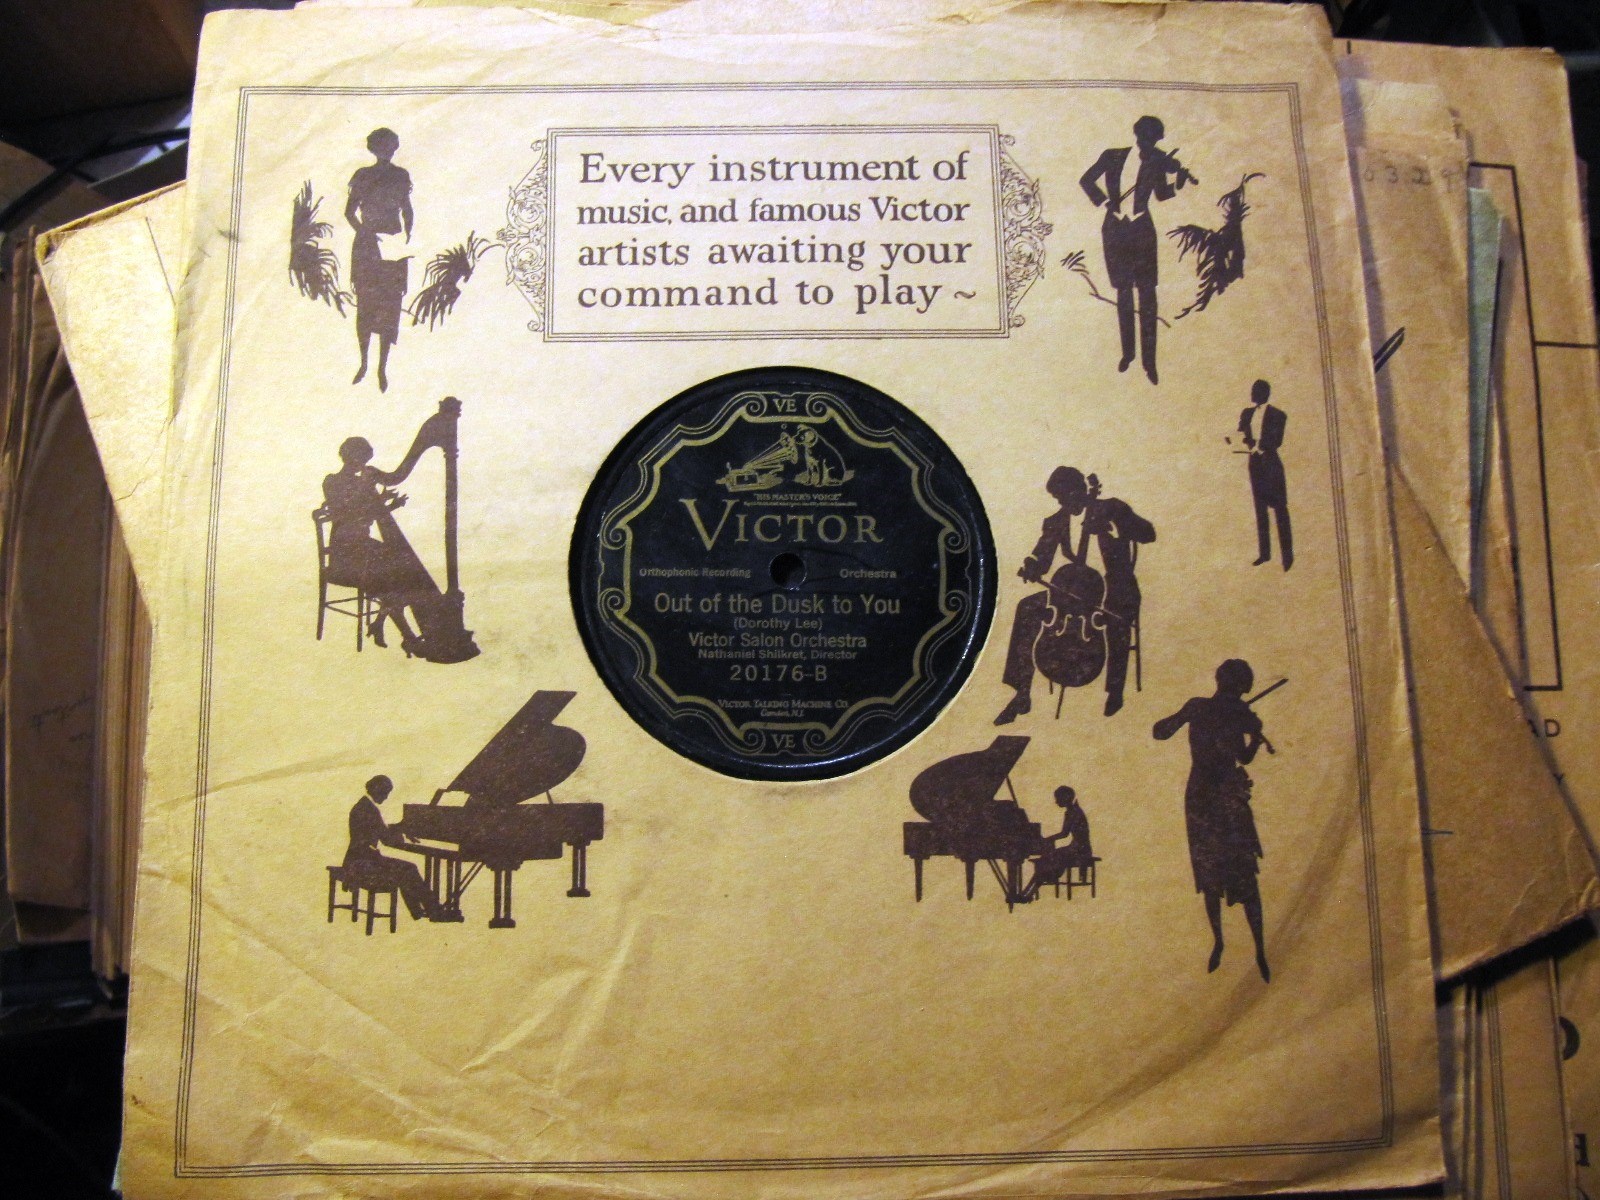 Every instrument of
music, and famous Victor
artists awaiting your
command to play ~
VE
"HIS MASTER'S VOICE"
VICTOR
Orthophonic Recording Orchestra
Out of the Dusk to You
(Dorothy Lee)
Victor Salon Orchestra
Nathaniel Shilkret, Director
20176-B
VICTOR TALKING MACHINE CO.
Camden, N.J.
VE